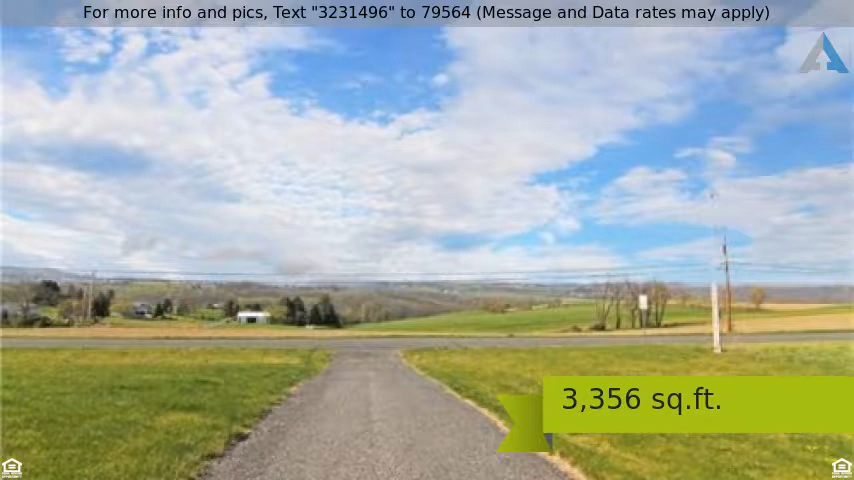 For more info and pics, Text "3231496" to 79564 (Message and Data rates may apply)
3,356 sq.ft.